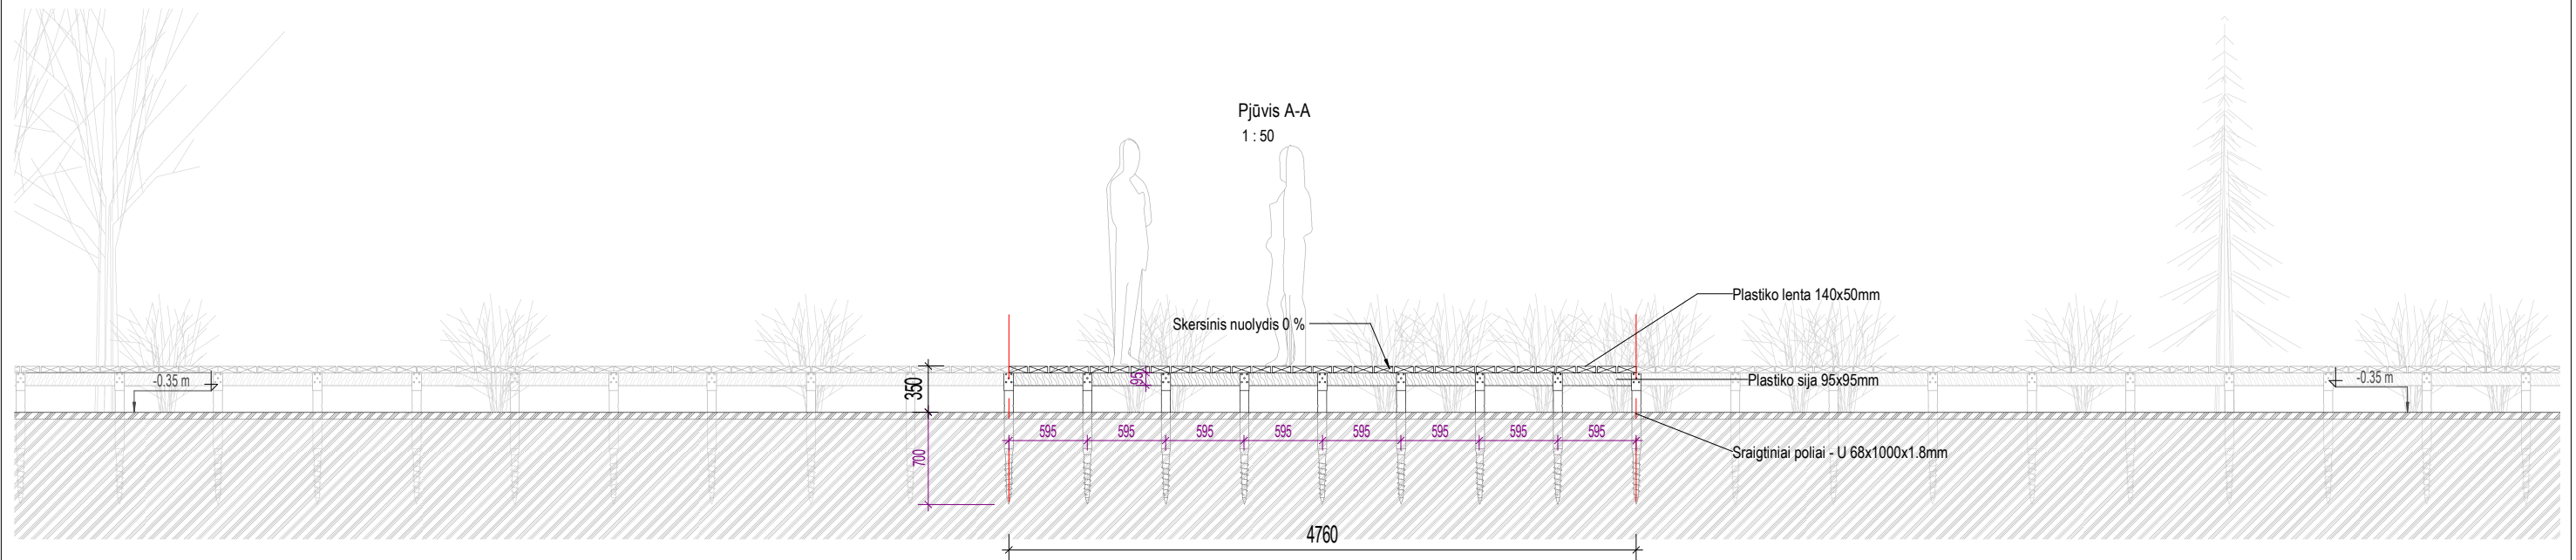 Pjūvis A-A
1 : 50
Plastiko lenta 140x50mm
Skersinis nuolydis 0 %
-0.35 m
350
95
Plastiko sija 95x95mm
-0.35 m
595 595 595 595 595 595 595 595
700
Sraigtiniai poliai - U 68x1000x1.8mm
4760